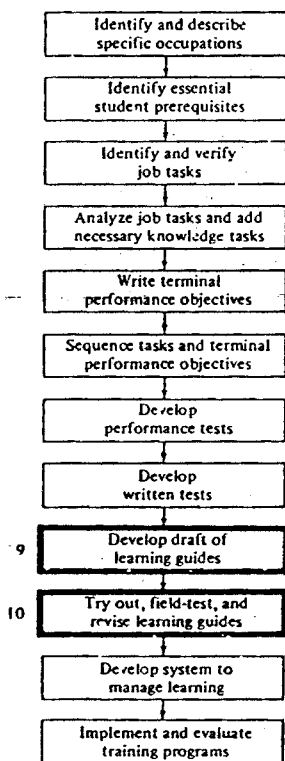 Identify and describe
specific occupations
Identify essential
student prerequisites
Identify and verify
job tasks
Analyze job tasks and add
necessary knowledge tasks
Write terminal
performance objectives
Sequence tasks and terminal
performance objectives
Develop
performance tests
Develop
written tests
9
Develop draft of
learning guides
10
Try out, field-test, and
revise learning guides
Develop system to
manage learning
Implement and evaluate
training programs